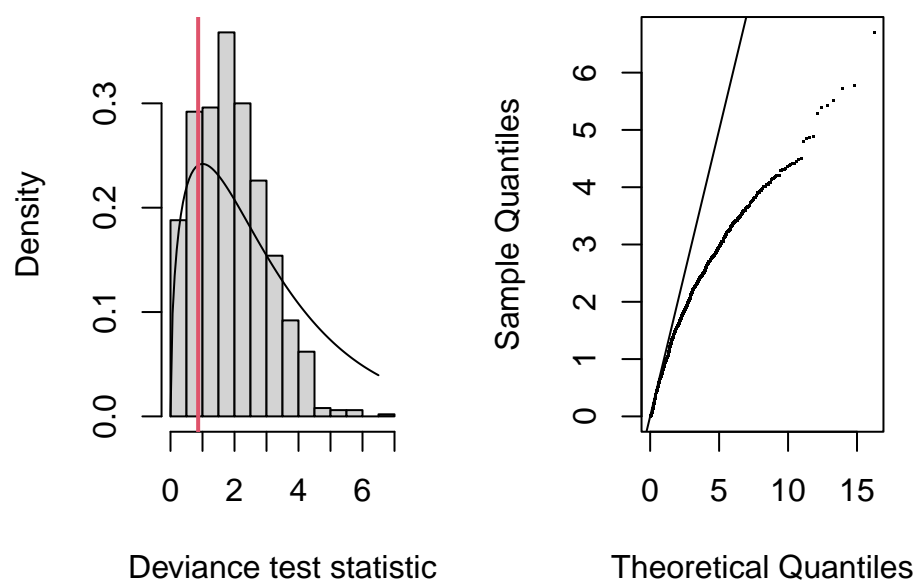 Density
0.0 0.1 0.2 0.3
0 2 4 6
Deviance test statistic
Sample Quantiles
0 1 2 3 4 5 6
0 5 10 15
Theoretical Quantiles